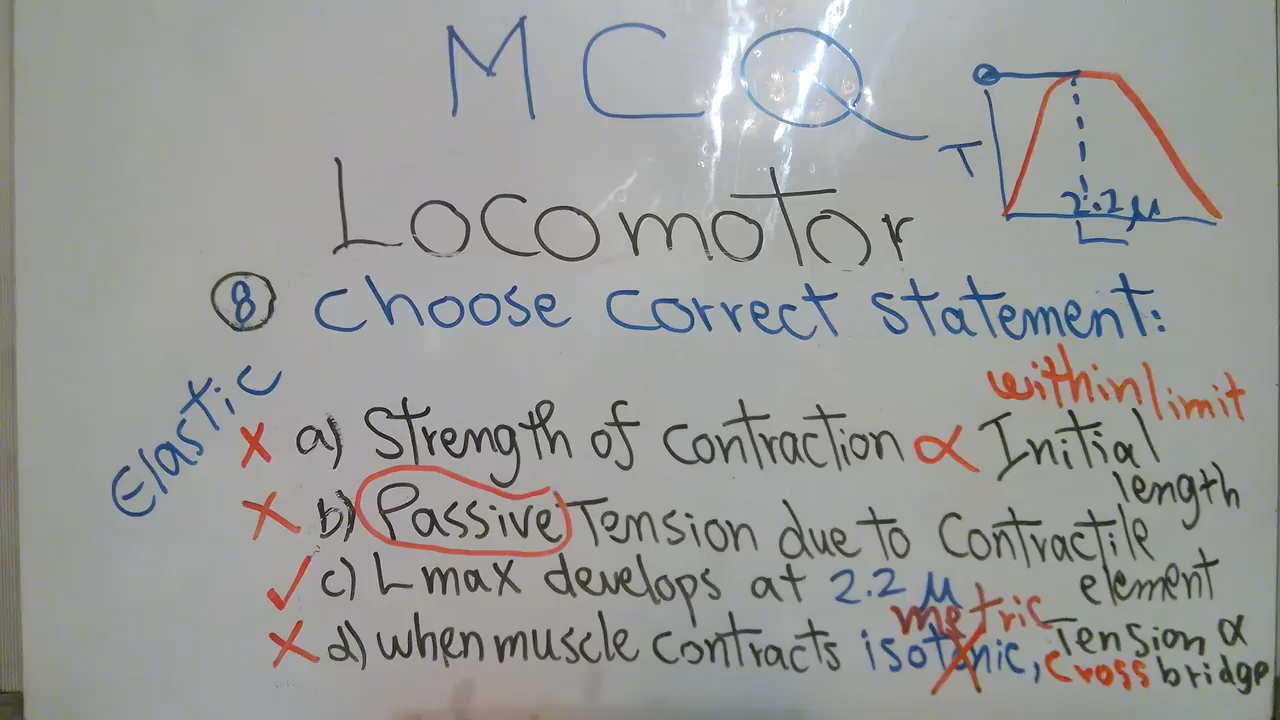 MCQ
T
2.2 μ
Locomotor
⑧ choose correct statement:
within limit
Elastic
✗ a) Strength of contraction ∝ Initial length
✗ b) Passive Tension due to contractile element
✓ c) L max develops at 2.2 μ
metric
✗ d) when muscle contracts isotonic, Tension ∝ cross bridge